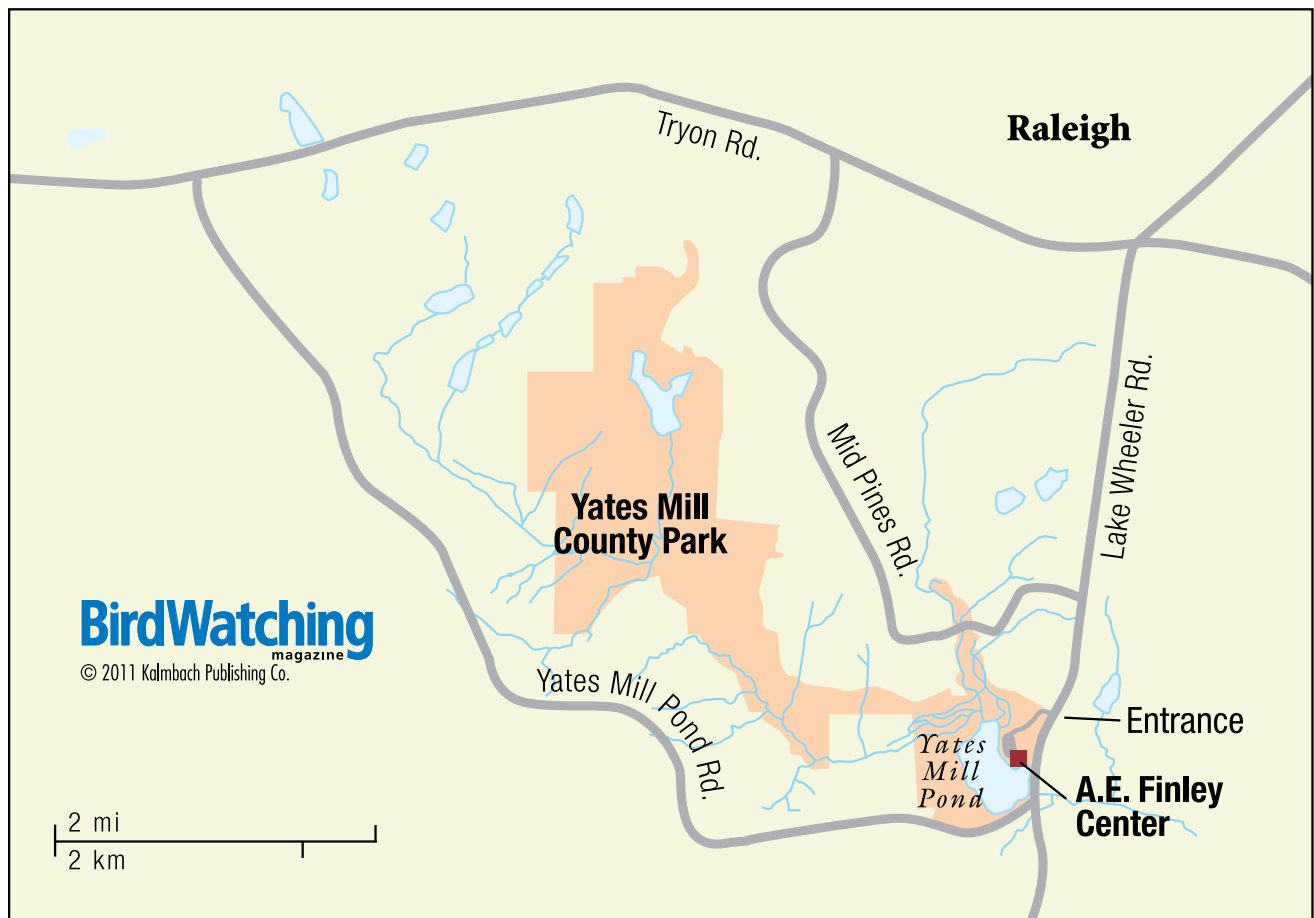 Raleigh
Tryon Rd.
Lake Wheeler Rd.
Mid Pines Rd.
Yates Mill
County Park
BirdWatching
magazine
© 2011 Kalmbach Publishing Co.
Yates Mill Pond Rd.
Entrance
Yates
Mill
Pond
A.E. Finley
Center
2 mi
2 km